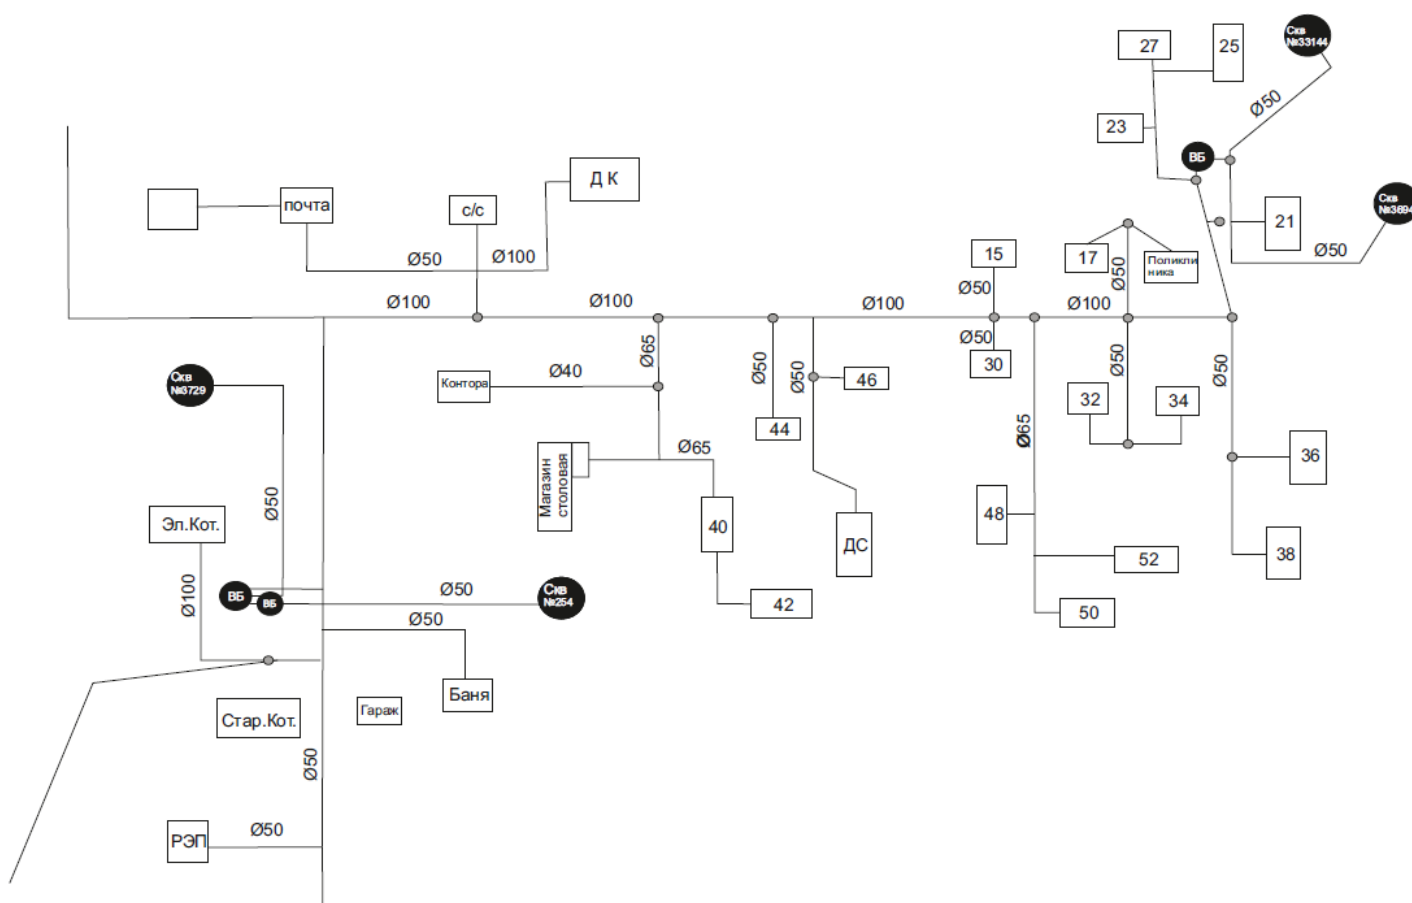 Скв
№33144
27
25
Ø50
23
ВБ
Д К
почта
с/с
Скв
№3694
21
Ø50
Ø100
15
17
Поликли
ника
Ø50
Ø50
Ø50
Ø100
Ø100
Ø100
Ø100
Ø65
Ø50
Ø50
Ø50
30
Ø50
Ø50
Скв
№3729
Контора
Ø40
46
32
34
44
Ø65
36
Магазин
столовая
Ø65
Ø50
Эл.Кот.
40
48
ДС
52
38
Ø100
ВБ
ВБ
Ø50
Скв
№254
42
50
Ø50
Баня
Стар.Кот.
Гараж
Ø50
РЭП
Ø50